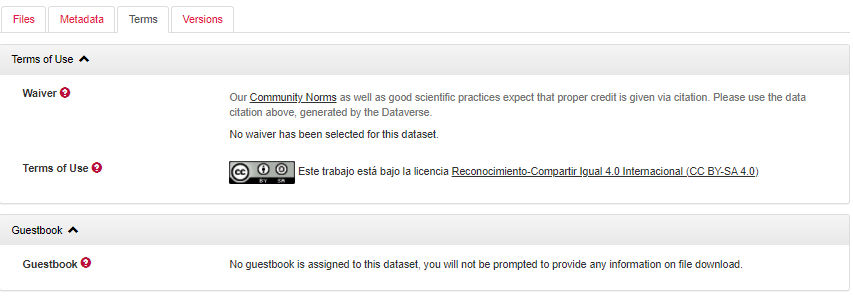 Files Metadata Terms Versions
Terms of Use
Waiver ?
Our Community Norms as well as good scientific practices expect that proper credit is given via citation. Please use the data
citation above, generated by the Dataverse.
No waiver has been selected for this dataset.
Terms of Use ?
cc BY SA Este trabajo está bajo la licencia Reconocimiento-Compartir Igual 4.0 Internacional (CC BY-SA 4.0)
Guestbook
Guestbook ?
No guestbook is assigned to this dataset, you will not be prompted to provide any information on file download.